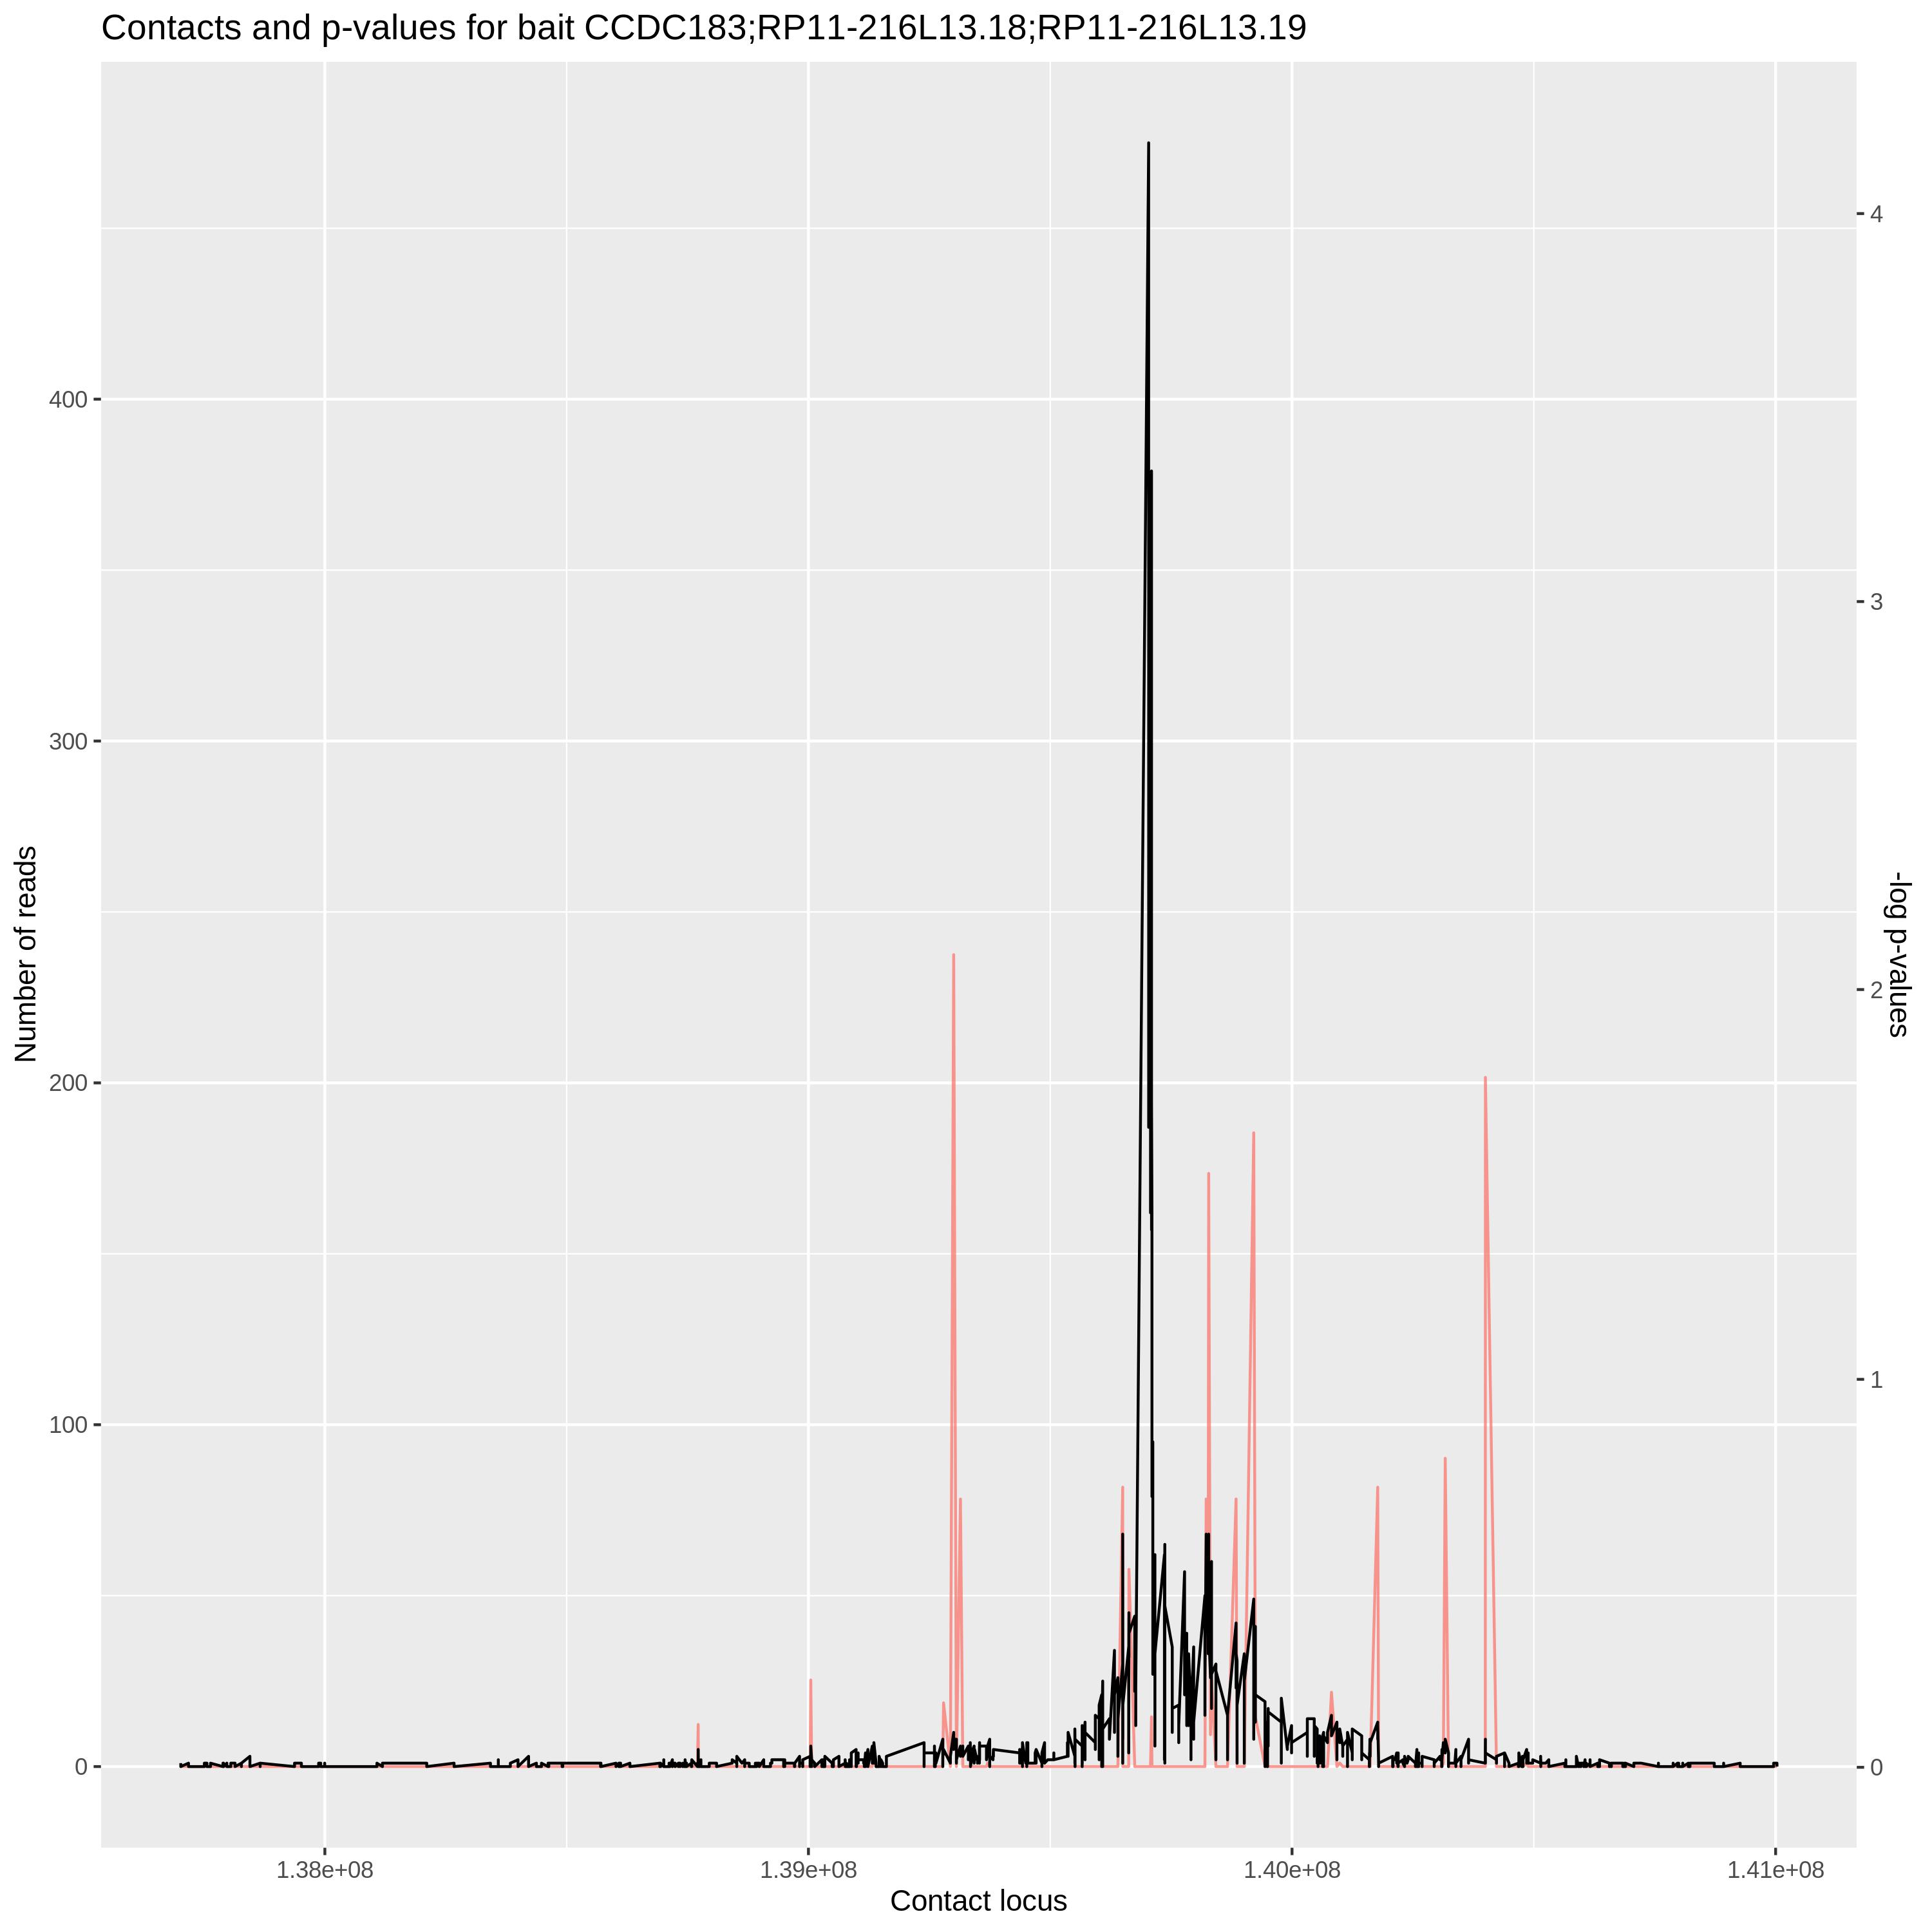 Contacts and p-values for bait CCDC183;RP11-216L13.18;RP11-216L13.19
Number of reads
400
300
200
100
0
4
3
2
1
0
-log p-values
1.38e+08
1.39e+08
1.40e+08
1.41e+08
Contact locus